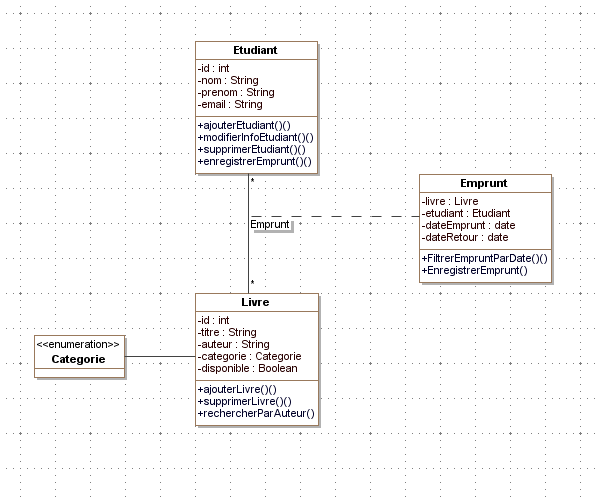 Etudiant
-id : int
-nom : String
-prenom : String
-email : String
+ajouterEtudiant()()
+modifierInfoEtudiant()()
+supprimerEtudiant()()
+enregistrerEmprunt()()
*
Emprunt
*
Emprunt
-livre : Livre
-etudiant : Etudiant
-dateEmprunt : date
-dateRetour : date
+FiltrerEmpruntParDate()()
+EnregistrerEmprunt()
Livre
-id : int
-titre : String
-auteur : String
-categorie : Categorie
-disponible : Boolean
+ajouterLivre()()
+supprimerLivre()()
+rechercherParAuteur()
<<enumeration>>
Categorie